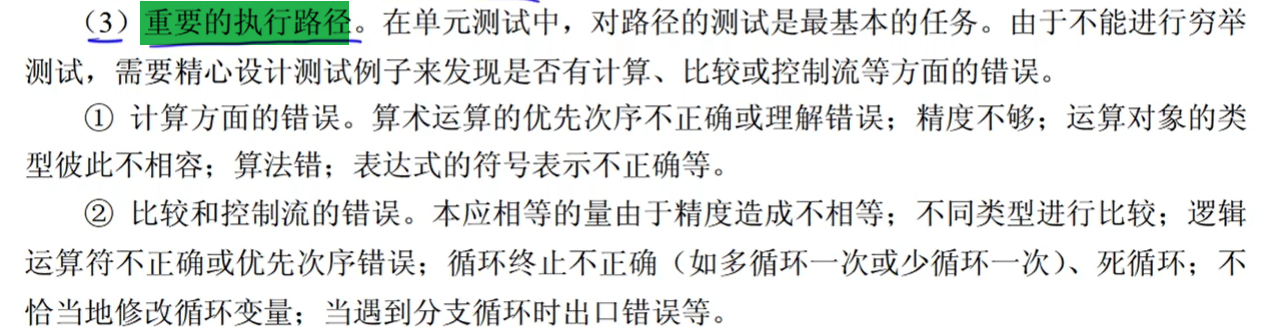 （3）重要的执行路径。在单元测试中，对路径的测试是最基本的任务。由于不能进行穷举
测试，需要精心设计测试例子来发现是否有计算、比较或控制流等方面的错误。
① 计算方面的错误。算术运算的优先次序不正确或理解错误；精度不够；运算对象的类
型彼此不相容；算法错；表达式的符号表示不正确等。
② 比较和控制流的错误。本应相等的量由于精度造成不相等；不同类型进行比较；逻辑
运算符不正确或优先次序错误；循环终止不正确（如多循环一次或少循环一次）、死循环；不
恰当地修改循环变量；当遇到分支循环时出口错误等。